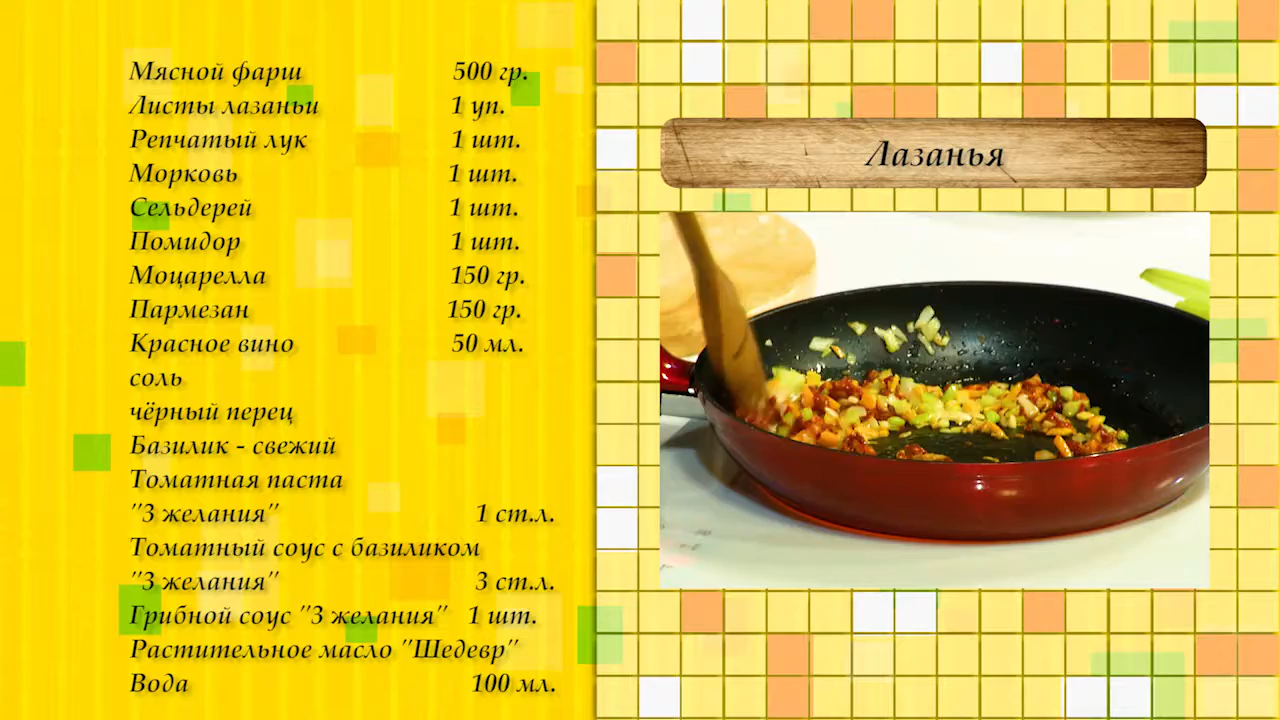 Мясной фарш 500 гр.
Листы лазаньи 1 уп.
Репчатый лук 1 шт.
Морковь 1 шт.
Сельдерей 1 шт.
Помидор 1 шт.
Моцарелла 150 гр.
Пармезан 150 гр.
Красное вино 50 мл.
соль
чёрный перец
Базилик - свежий
Томатная паста
"3 желания" 1 ст.л.
Томатный соус с базиликом
"3 желания" 3 ст.л.
Грибной соус "3 желания" 1 шт.
Растительное масло "Шедевр"
Вода 100 мл.
Лазанья